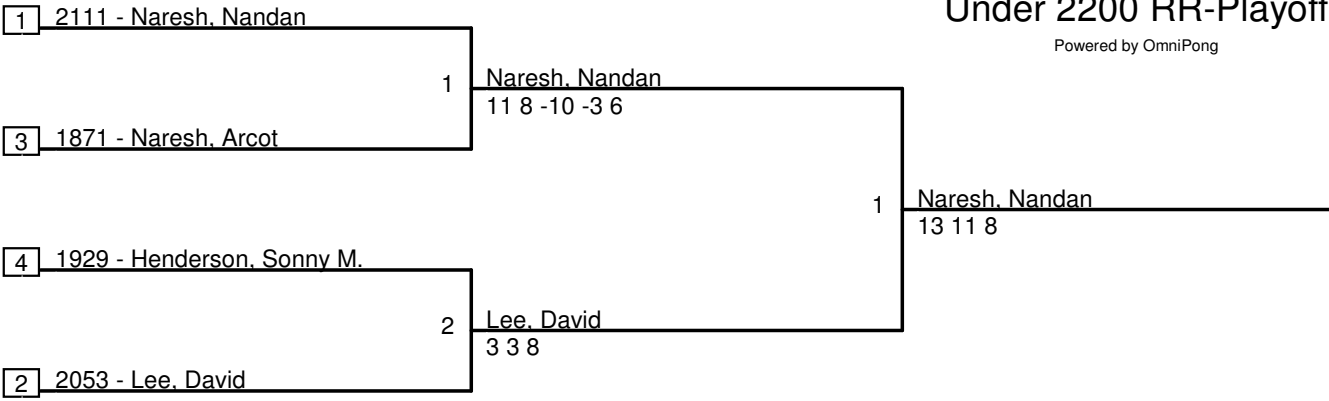 Under 2200 RR-Playoff
Powered by OmniPong
1 2111 - Naresh, Nandan
1 Naresh, Nandan
11 8 -10 -3 6
3 1871 - Naresh, Arcot
1 Naresh, Nandan
13 11 8
4 1929 - Henderson, Sonny M.
2 Lee, David
3 3 8
2 2053 - Lee, David